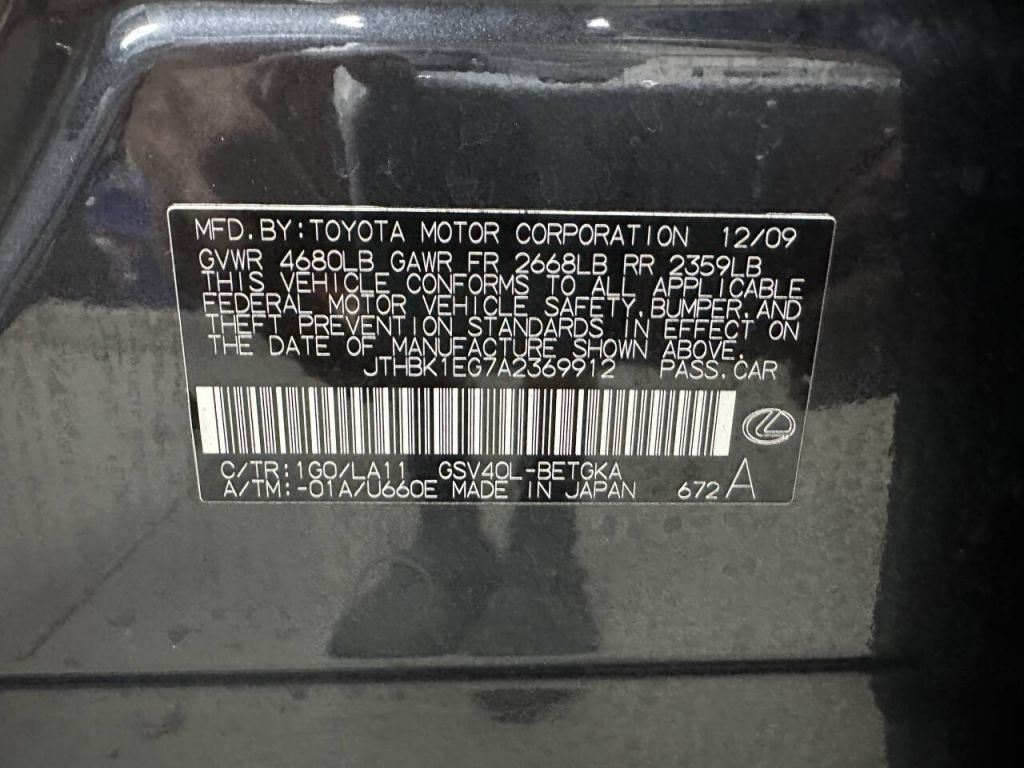 MFD. BY: TOYOTA MOTOR CORPORATION 12/09
GVWR 4680LB GAWR FR 2668LB RR 2359LB
THIS VEHICLE CONFORMS TO ALL APPLICABLE
FEDERAL MOTOR VEHICLE SAFETY, BUMPER, AND
THEFT PREVENTION STANDARDS IN EFFECT ON
THE DATE OF MANUFACTURE SHOWN ABOVE.
JTHBK1EG7A2369912 PASS. CAR
C/TR: 1G0/LA11 GSV40L-BETGKA
A/TM: -01A/U660E MADE IN JAPAN 672 A